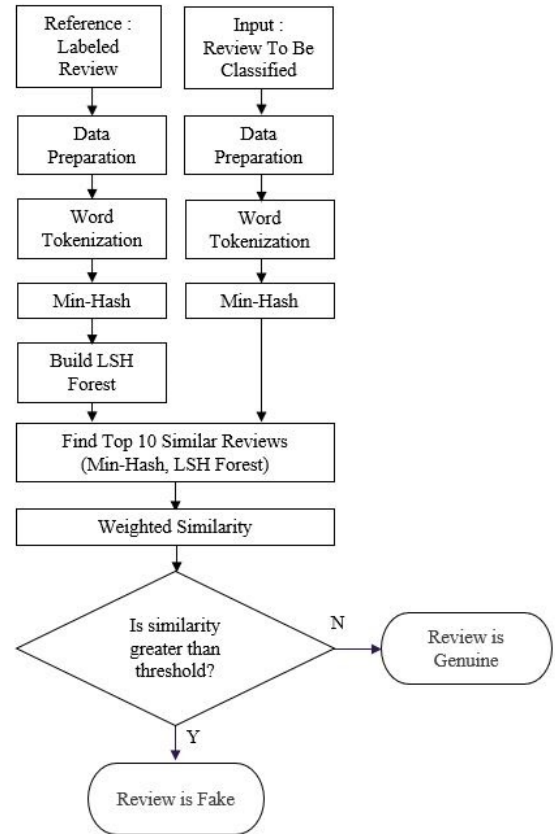 Reference :
Labeled
Review
Input :
Review To Be
Classified
Data
Preparation
Data
Preparation
Word
Tokenization
Word
Tokenization
Min-Hash
Min-Hash
Build LSH
Forest
Find Top 10 Similar Reviews
(Min-Hash, LSH Forest)
Weighted Similarity
Is similarity
greater than
threshold?
N
Review is
Genuine
Y
Review is Fake